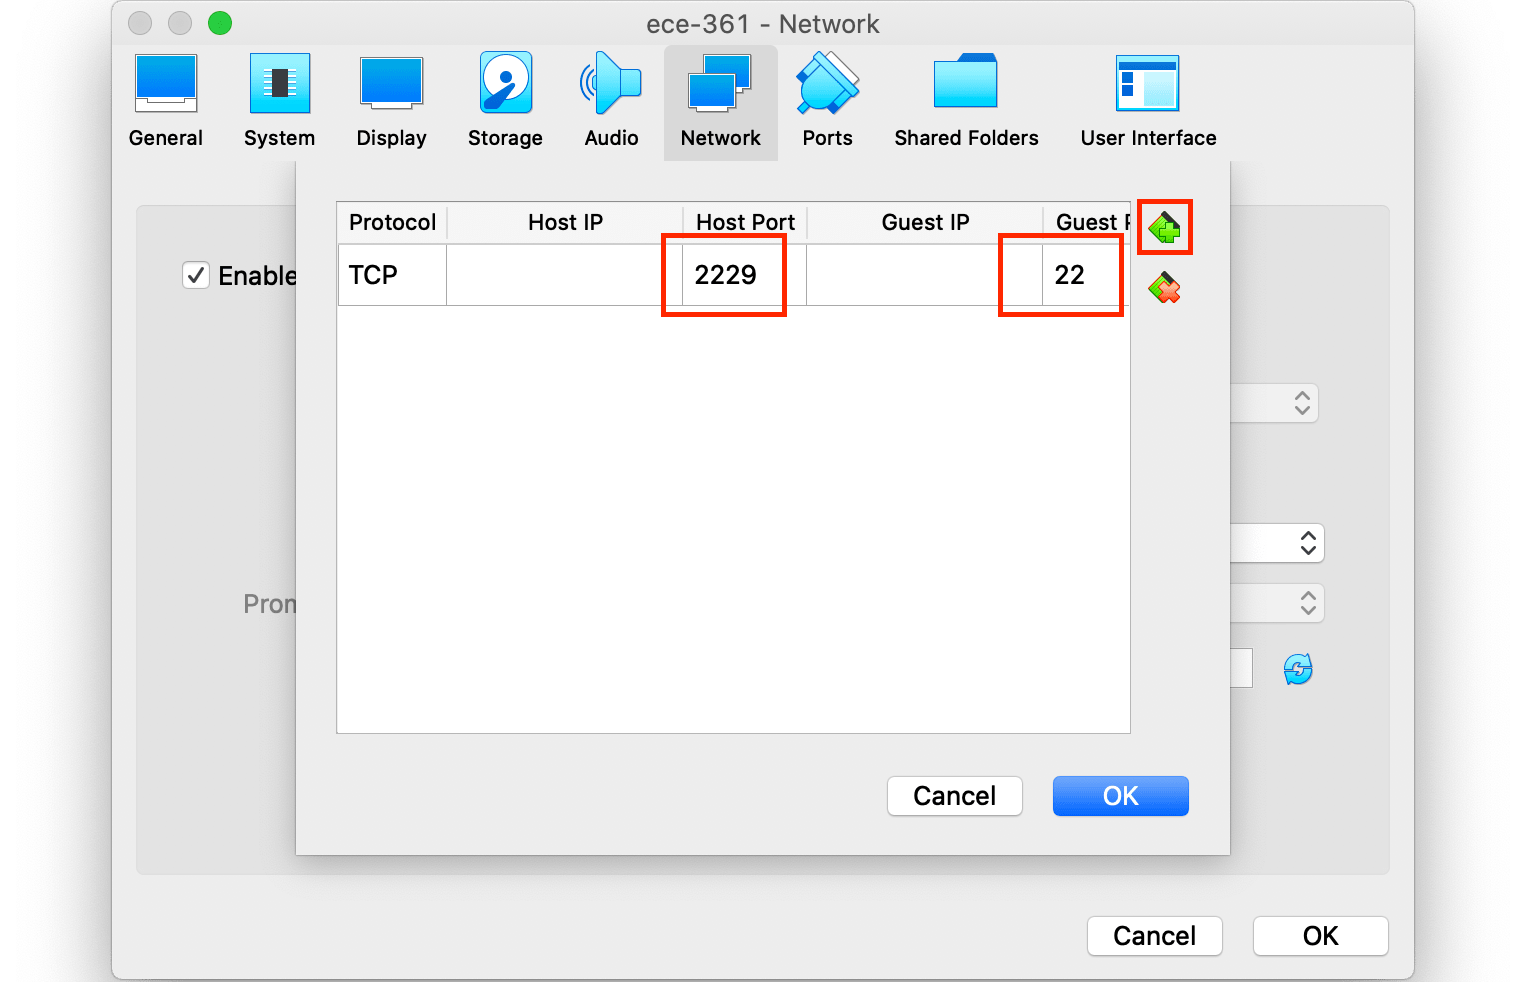 ece-361 - Network
General System Display Storage Audio Network Ports Shared Folders User Interface
Protocol Host IP Host Port Guest IP Guest
TCP 2229 22
Enable
Cancel OK
Cancel OK